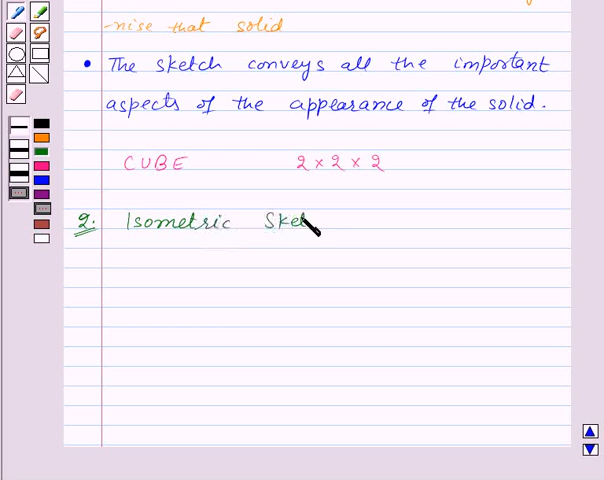 -nise that solid
• The sketch conveys all the important
aspects of the appearance of the solid.
CUBE 2 × 2 × 2
2. Isometric Sket